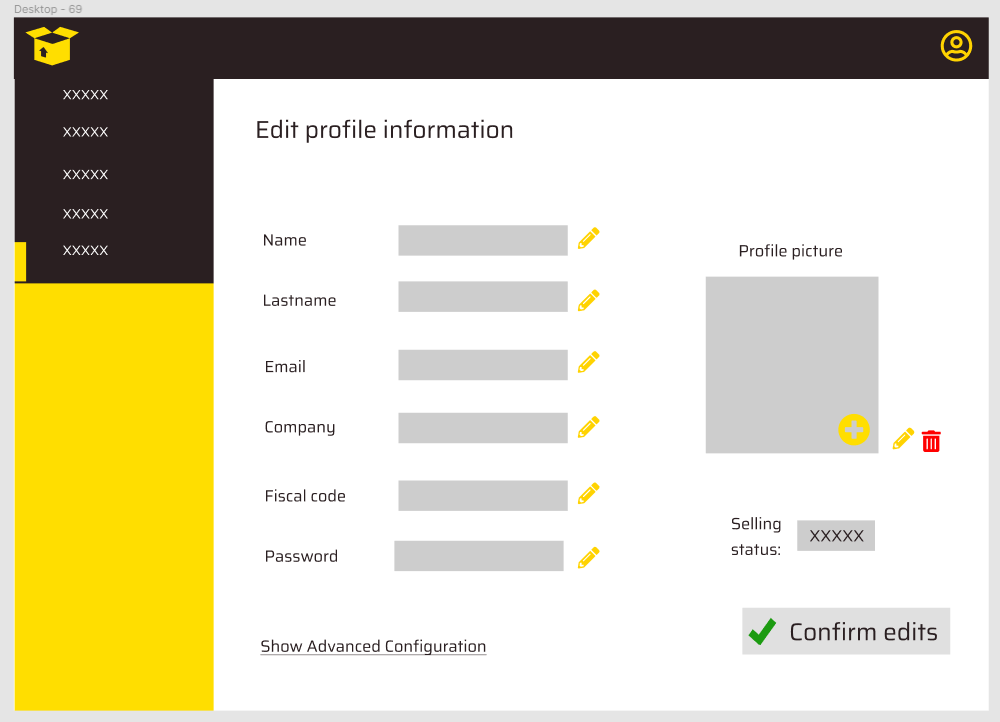 Desktop - 69
XXXXX
XXXXX
XXXXX
XXXXX
XXXXX
Edit profile information
Name
Lastname
Email
Company
Fiscal code
Password
Show Advanced Configuration
Profile picture
Selling
status:
XXXXX
Confirm edits